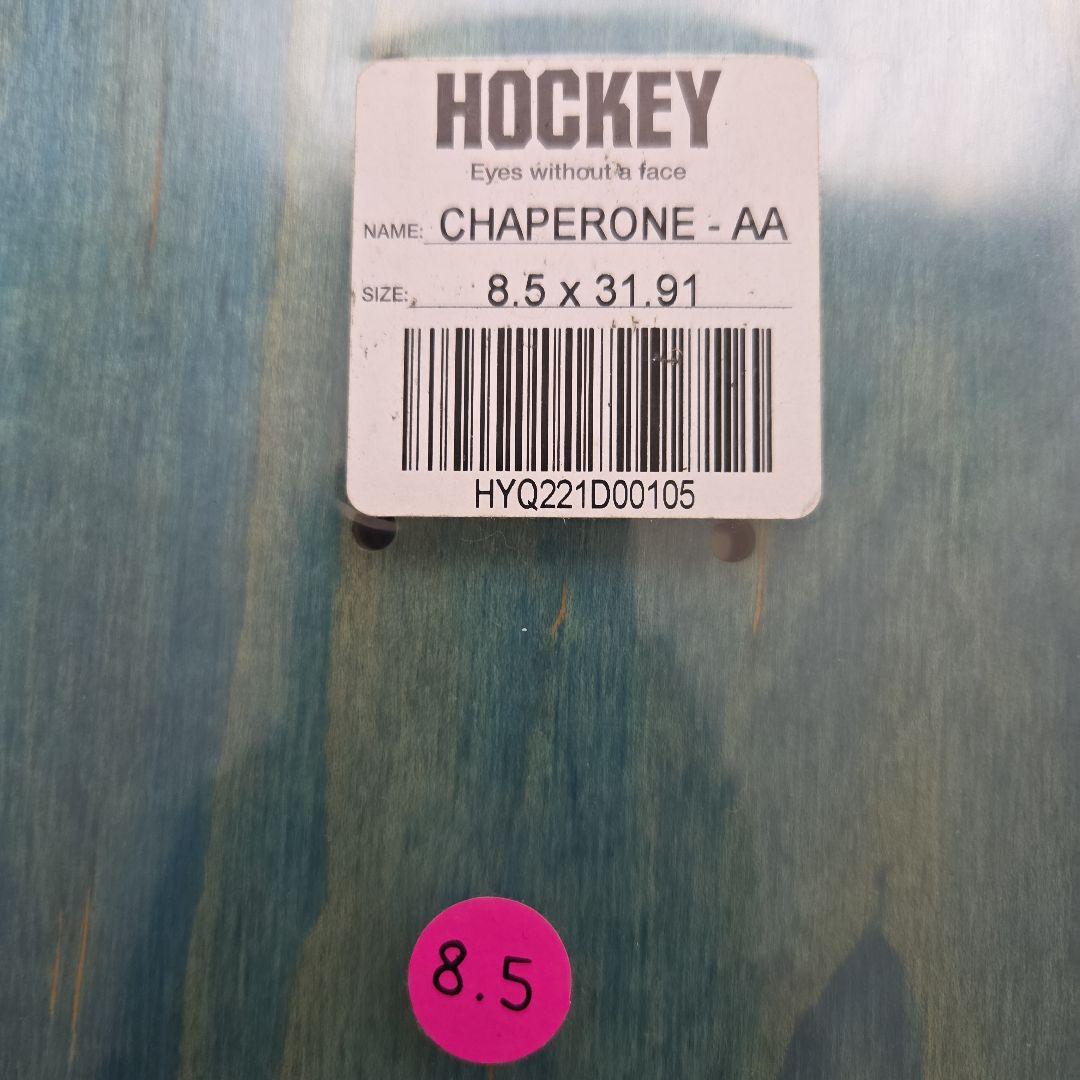 HOCKEY
Eyes without a face
NAME: CHAPERONE - AA
SIZE: 8.5 x 31.91
HYQ221D00105
8.5